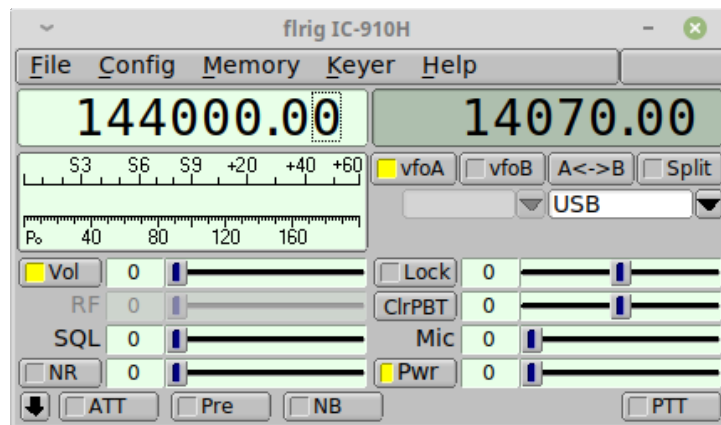 flrig IC-910H
File Config Memory Keyer Help
144000.00 14070.00
S3 S6 S9 +20 +40 +60 vfoA vfoB A<->B Split
USB
Po 40 80 120 160
Vol 0 Lock 0
RF 0 ClrPBT 0
SQL 0 Mic 0
NR 0 Pwr 0
ATT Pre NB PTT